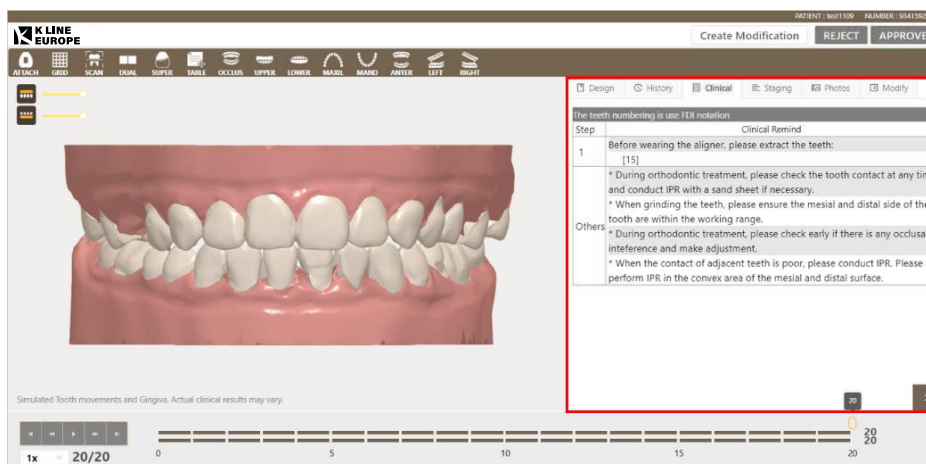 PATIENT : test1109 NUMBER : 9341592
K LINE
EUROPE
Create Modification REJECT APPROVE
ATTACH GRID SCAN DUAL SUPER TABLE OCCLUS UPPER LOWER MAXIL MAND ANTER LEFT RIGHT
Design History Clinical Staging Photos Modify
The teeth numbering is use FDI notation
Step Clinical Remind
1
Before wearing the aligner, please extract the teeth:
[15]
Others
* During orthodontic treatment, please check the tooth contact at any tim
and conduct IPR with a sand sheet if necessary.
* When grinding the teeth, please ensure the mesial and distal side of the
tooth are within the working range.
* During orthodontic treatment, please check early if there is any occlusa
inteference and make adjustment.
* When the contact of adjacent teeth is poor, please conduct IPR. Please
perform IPR in the convex area of the mesial and distal surface.
Simulated Tooth movements and Gingiva. Actual clinical results may vary.
20
20
20
1x 20/20
0 5 10 15 20